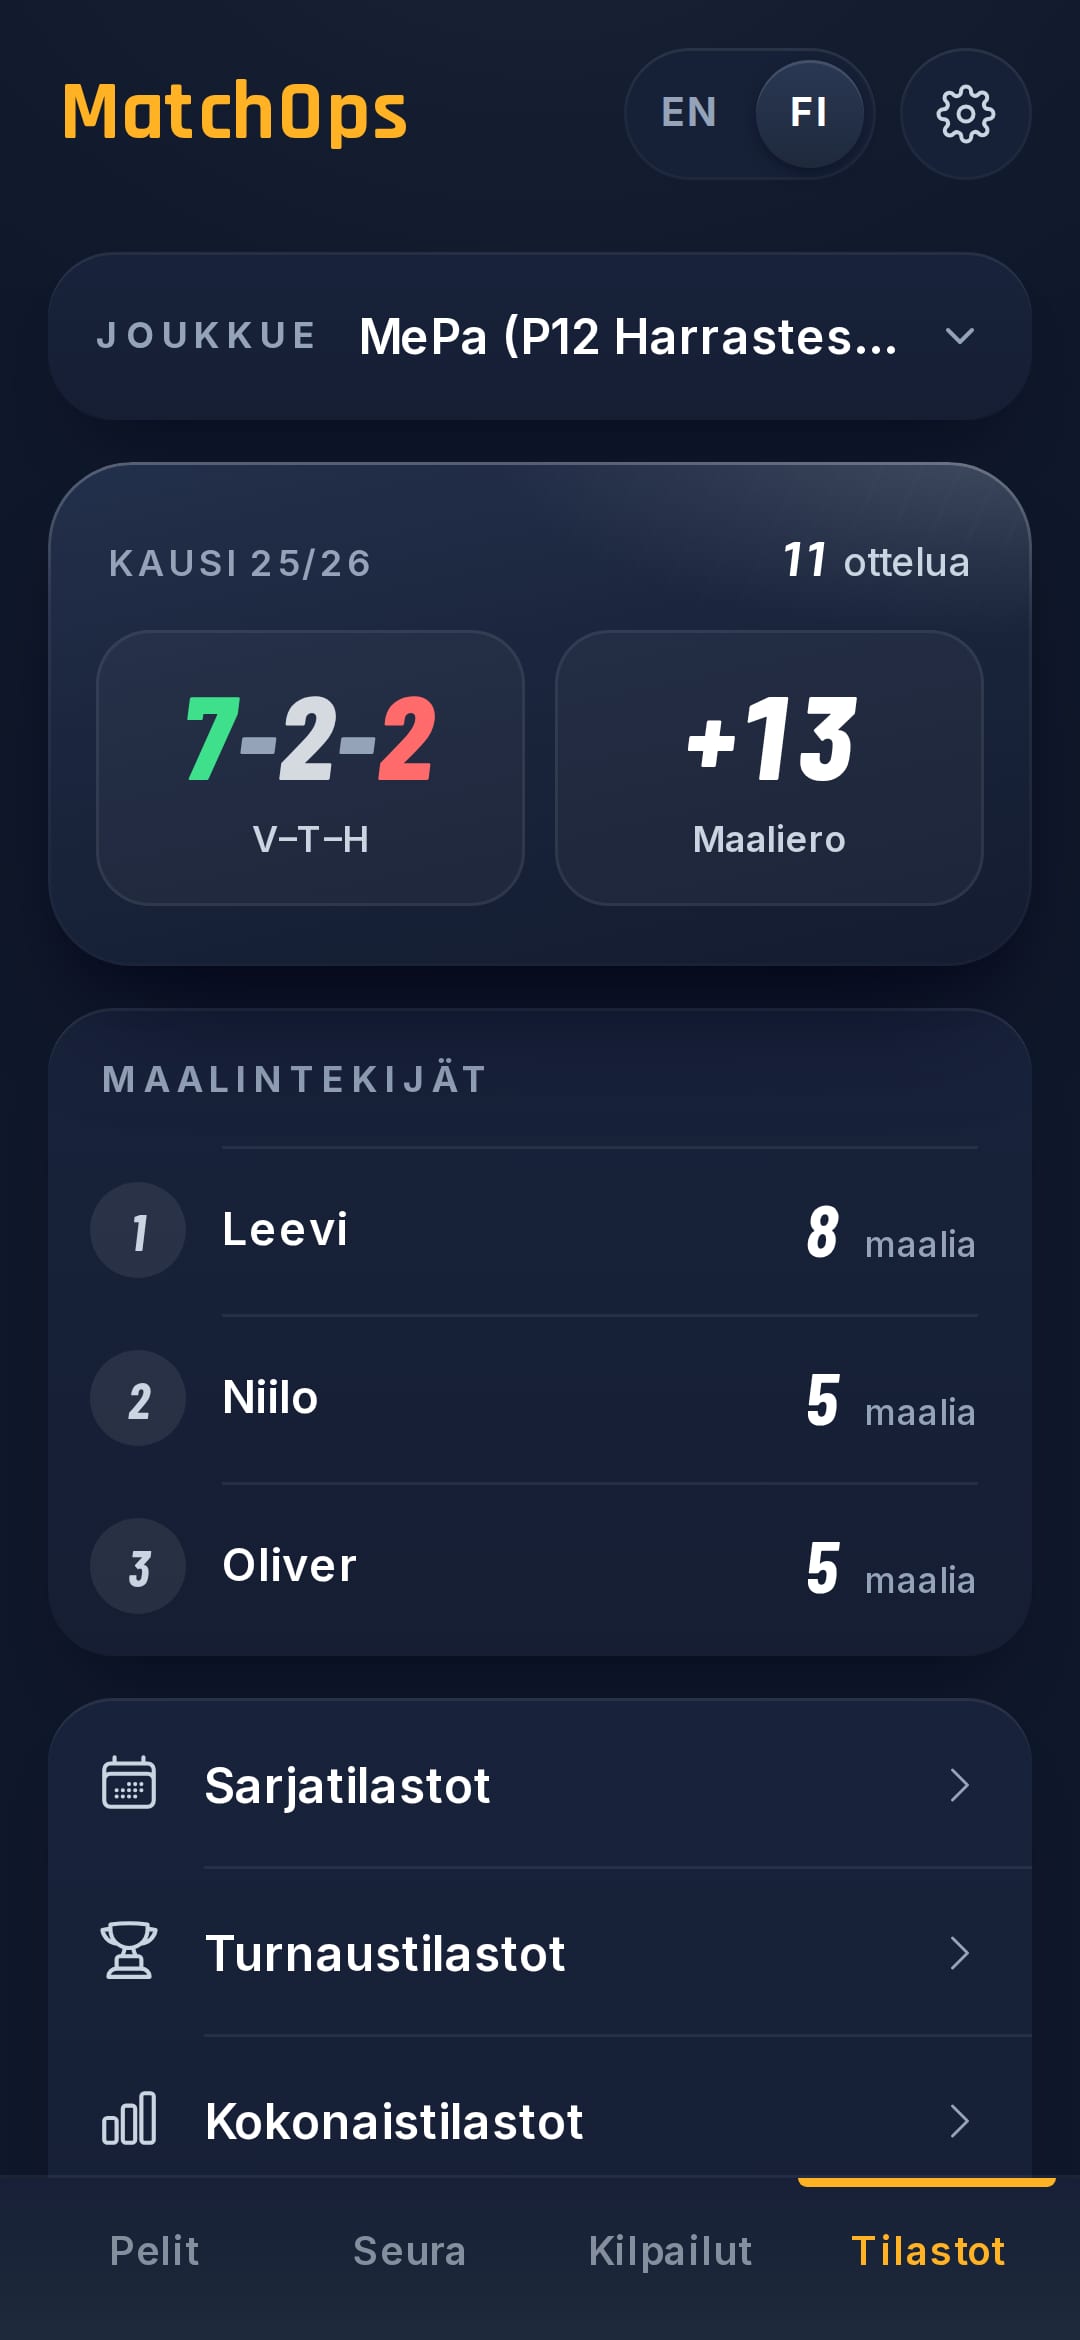 MatchOps
EN FI
JOUKKUE MePa (P12 Harrastes...
KAUSI 25/26 11 ottelua
7-2-2 +13
V–T–H Maaliero
MAALINTEKIJÄT
1 Leevi 8 maalia
2 Niilo 5 maalia
3 Oliver 5 maalia
Sarjatilastot
Turnaustilastot
Kokonaistilastot
Pelit Seura Kilpailut Tilastot